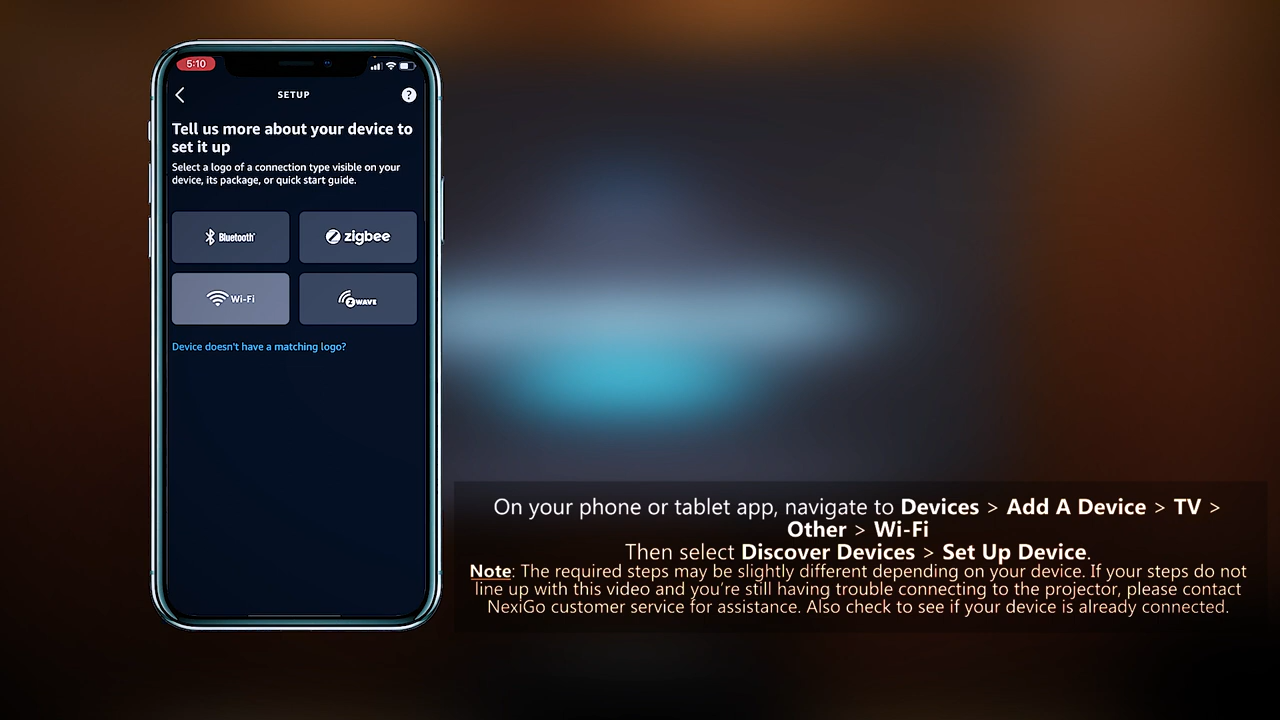 5:10
SETUP
Tell us more about your device to
set it up
Select a logo of a connection type visible on your
device, its package, or quick start guide.
Bluetooth®
zigbee
Wi-Fi
Z WAVE
Device doesn't have a matching logo?
On your phone or tablet app, navigate to Devices > Add A Device > TV >
Other > Wi-Fi
Then select Discover Devices > Set Up Device.
Note: The required steps may be slightly different depending on your device. If your steps do not
line up with this video and you're still having trouble connecting to the projector, please contact
NexiGo customer service for assistance. Also check to see if your device is already connected.